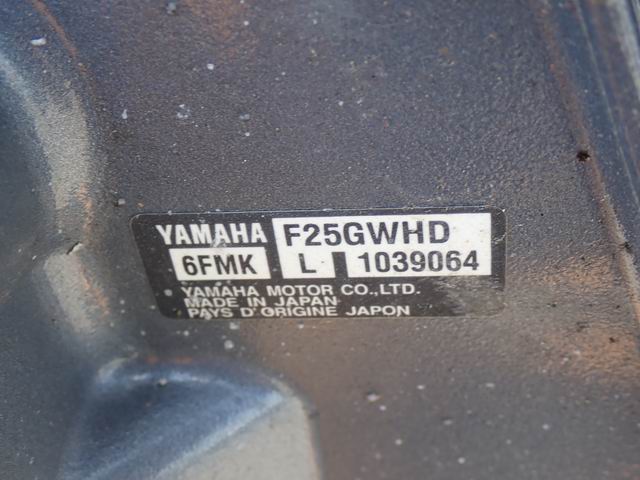 YAMAHA F25GWHD
6FMK L 1039064
YAMAHA MOTOR CO.,LTD.
MADE IN JAPAN
PAYS D'ORIGINE JAPON